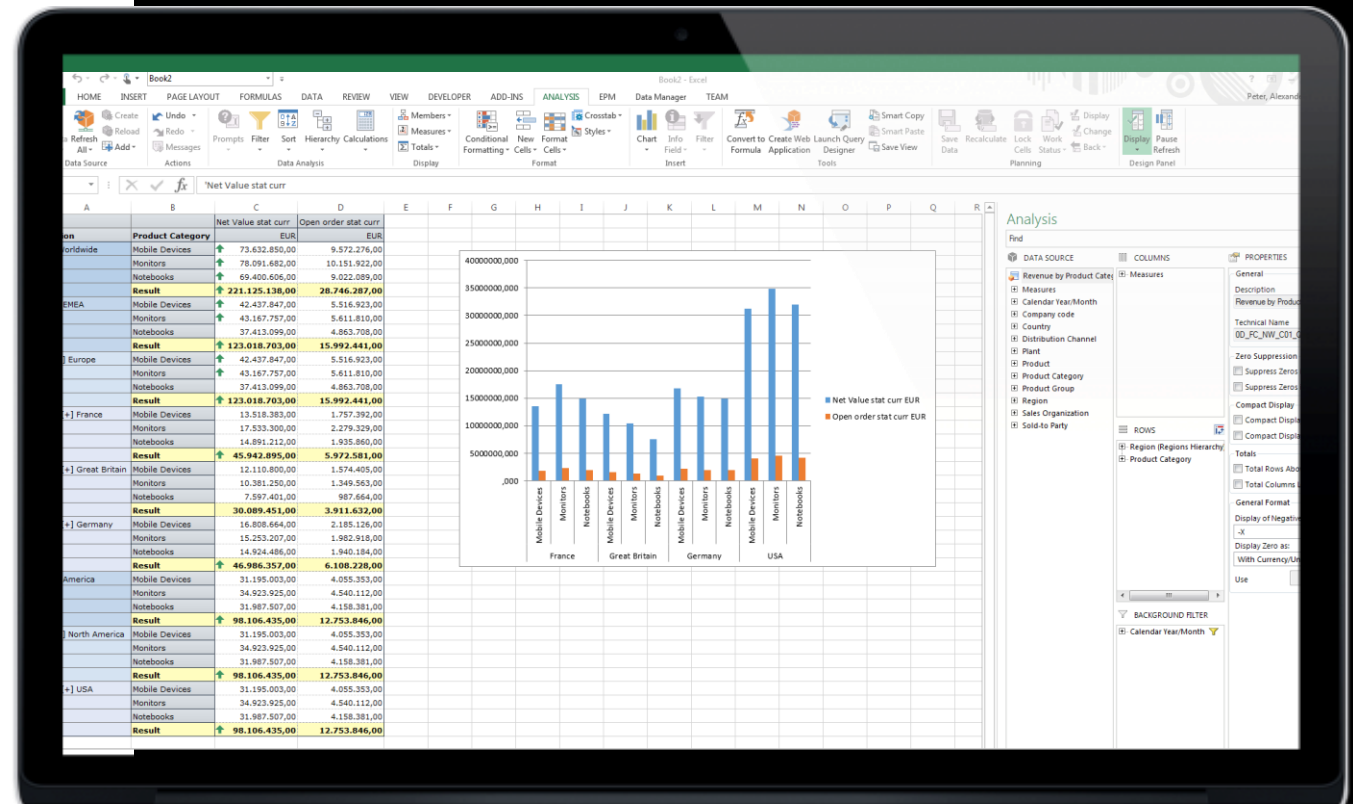 Book2
Book2 - Excel
HOME INSERT PAGE LAYOUT FORMULAS DATA REVIEW VIEW DEVELOPER ADD-INS ANALYSIS EPM Data Manager TEAM
Peter, Alexand
Refresh All
Create
Reload
Add
Data Source
Undo
Redo
Messages
Actions
Prompts Filter Sort Hierarchy Calculations
Data Analysis
Members
Measures
Totals
Display
Conditional Formatting
New Cells
Format Cells
Crosstab
Styles
Format
Chart
Info Field
Filter
Insert
Convert to Formula
Create Web Application
Launch Query Designer
Smart Copy
Smart Paste
Save View
Tools
Save Data
Recalculate
Lock Cells
Work Status
Display
Change
Back
Planning
Display
Pause Refresh
Design Panel
fx 'Net Value stat curr
A B C D E F G H I J K L M N O P Q R
Net Value stat curr Open order stat curr
on Product Category EUR EUR
orldwide Mobile Devices 73.632.850,00 9.572.276,00
Monitors 78.091.682,00 10.151.922,00
Notebooks 69.400.606,00 9.022.089,00
Result 221.125.138,00 28.746.287,00
EMEA Mobile Devices 42.437.847,00 5.516.923,00
Monitors 43.167.757,00 5.611.810,00
Notebooks 37.413.099,00 4.863.708,00
Result 123.018.703,00 15.992.441,00
] Europe Mobile Devices 42.437.847,00 5.516.923,00
Monitors 43.167.757,00 5.611.810,00
Notebooks 37.413.099,00 4.863.708,00
Result 123.018.703,00 15.992.441,00
[+] France Mobile Devices 13.518.383,00 1.757.392,00
Monitors 17.533.300,00 2.279.329,00
Notebooks 14.891.212,00 1.935.860,00
Result 45.942.895,00 5.972.581,00
[+] Great Britain Mobile Devices 12.110.800,00 1.574.405,00
Monitors 10.381.250,00 1.349.563,00
Notebooks 7.597.401,00 987.664,00
Result 30.089.451,00 3.911.632,00
[+] Germany Mobile Devices 16.808.664,00 2.185.126,00
Monitors 15.253.207,00 1.982.918,00
Notebooks 14.924.486,00 1.940.184,00
Result 46.986.357,00 6.108.228,00
America Mobile Devices 31.195.003,00 4.055.353,00
Monitors 34.923.925,00 4.540.112,00
Notebooks 31.987.507,00 4.158.381,00
Result 98.106.435,00 12.753.846,00
] North America Mobile Devices 31.195.003,00 4.055.353,00
Monitors 34.923.925,00 4.540.112,00
Notebooks 31.987.507,00 4.158.381,00
Result 98.106.435,00 12.753.846,00
[+] USA Mobile Devices 31.195.003,00 4.055.353,00
Monitors 34.923.925,00 4.540.112,00
Notebooks 31.987.507,00 4.158.381,00
Result 98.106.435,00 12.753.846,00
40000000,000
35000000,000
30000000,000
25000000,000
20000000,000
15000000,000
10000000,000
5000000,000
,000
Mobile Devices Monitors Notebooks Mobile Devices Monitors Notebooks Mobile Devices Monitors Notebooks Mobile Devices Monitors Notebooks
France Great Britain Germany USA
Net Value stat curr EUR
Open order stat curr EUR
Analysis
Find
DATA SOURCE
Revenue by Product Categ
Measures
Calendar Year/Month
Company code
Country
Distribution Channel
Plant
Product
Product Category
Product Group
Region
Sales Organization
Sold-to Party
COLUMNS
Measures
ROWS
Region (Regions Hierarchy
Product Category
BACKGROUND FILTER
Calendar Year/Month
PROPERTIES
General
Description
Revenue by Produc
Technical Name
0D_FC_NW_C01_
Zero Suppression
Suppress Zeros
Suppress Zeros
Compact Display
Compact Displa
Compact Displa
Totals
Total Rows Abo
Total Columns L
General Format
Display of Negative
-X
Display Zero as:
With Currency/Un
Use